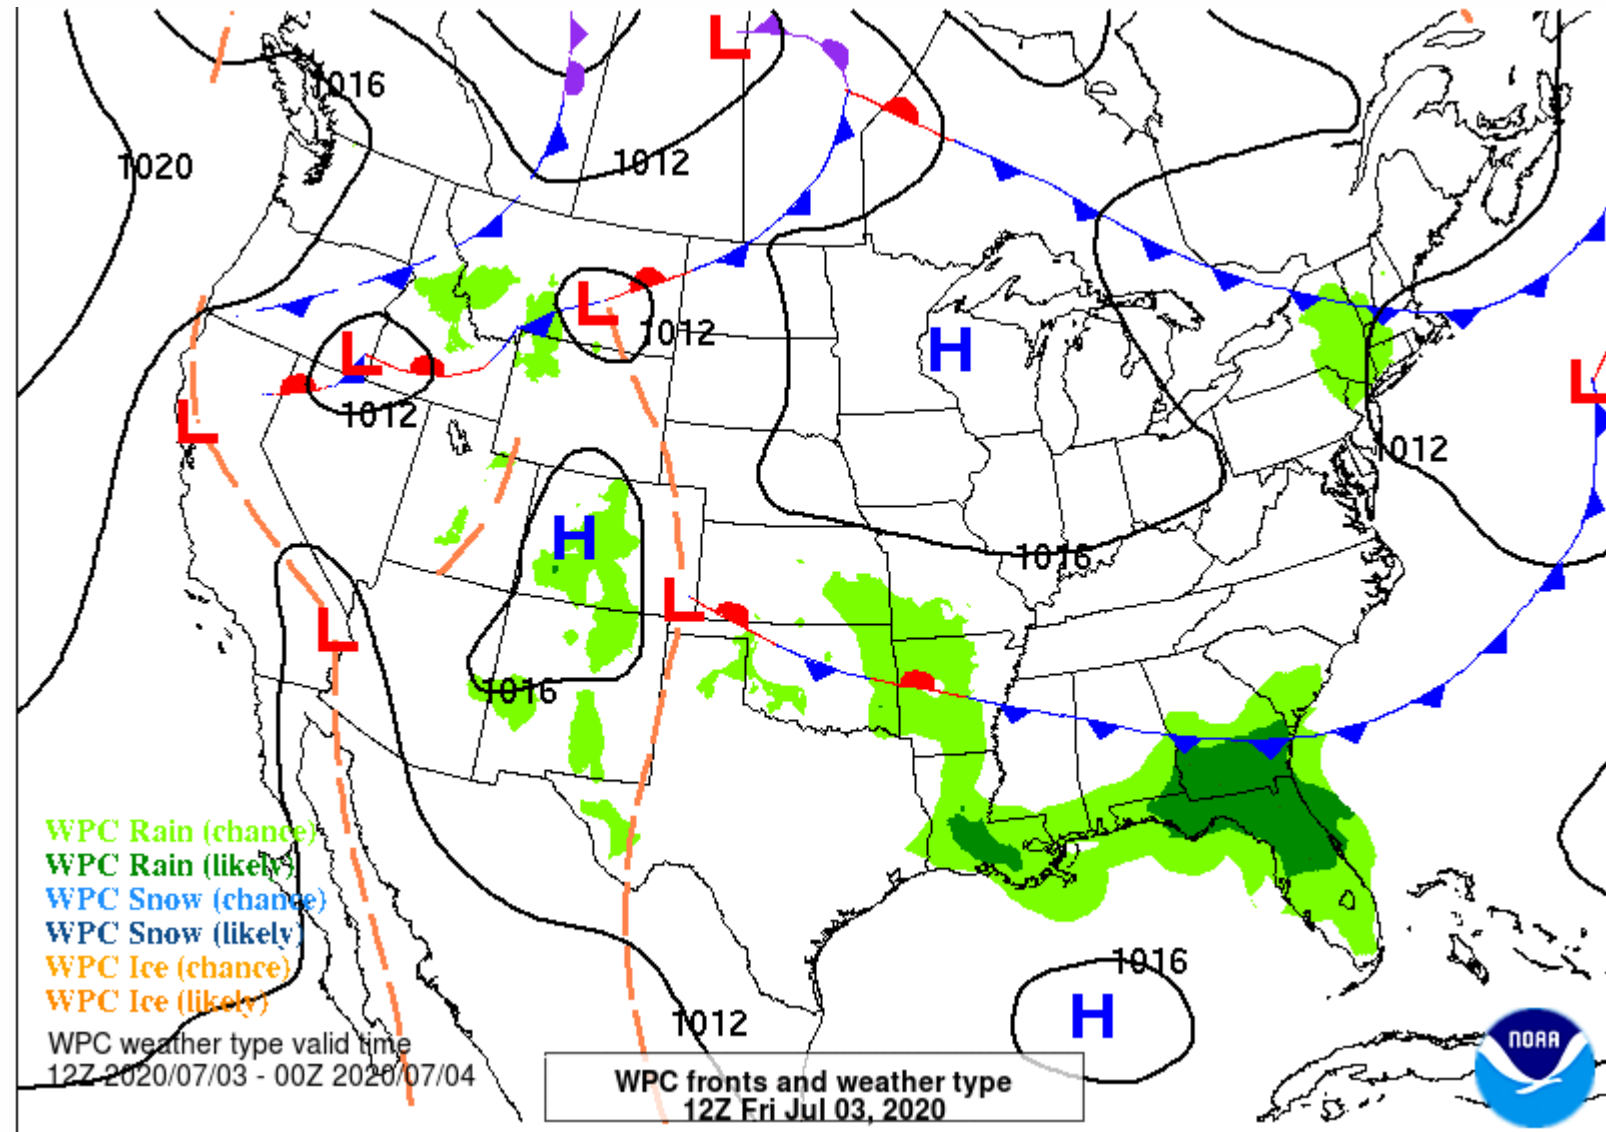 L
1016
1020
1012
L
1012
H
L
1012
L
L
1012
H
1016
L
L
1016
WPC Rain (chance)
WPC Rain (likely)
WPC Snow (chance)
WPC Snow (likely)
WPC Ice (chance)
WPC Ice (likely)
WPC weather type valid time
12Z 2020/07/03 - 00Z 2020/07/04
1016
H
1012
WPC fronts and weather type
12Z Fri Jul 03, 2020
NOAA